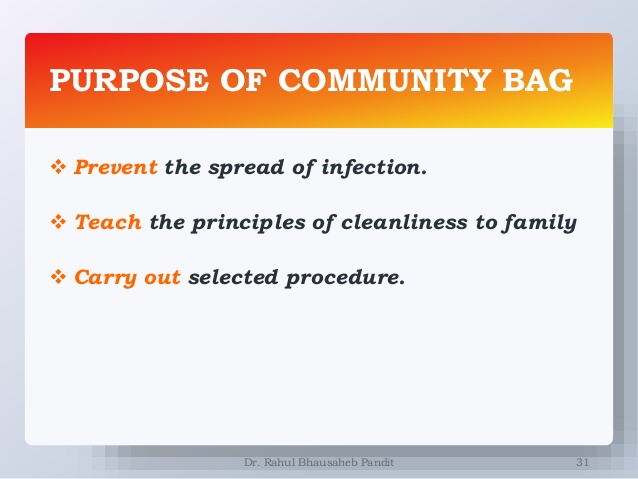 PURPOSE OF COMMUNITY BAG
❖ Prevent the spread of infection.
❖ Teach the principles of cleanliness to family
❖ Carry out selected procedure.
Dr. Rahul Bhausaheb Pandit 31